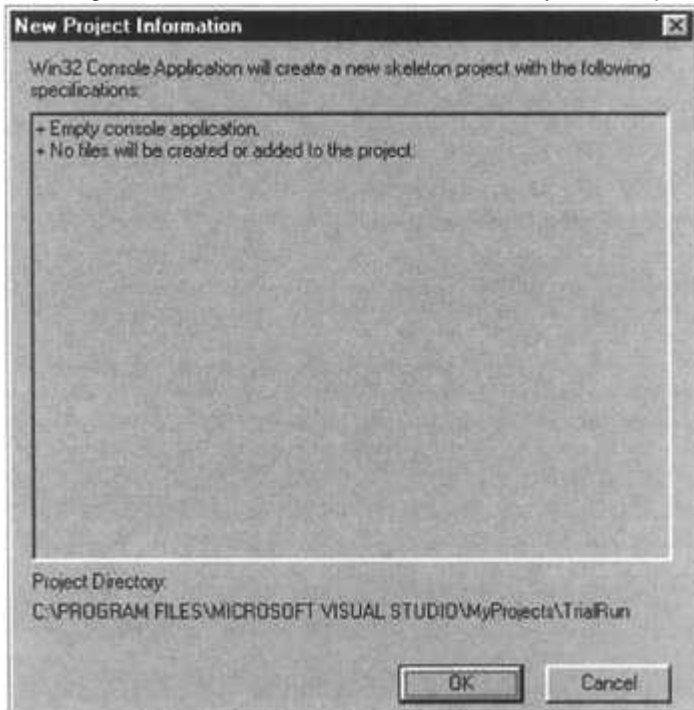 New Project Information
Win32 Console Application will create a new skeleton project with the following
specifications:
+ Empty console application.
+ No files will be created or added to the project.
Project Directory:
C:\PROGRAM FILES\MICROSOFT VISUAL STUDIO\MyProjects\TrialRun
OK
Cancel